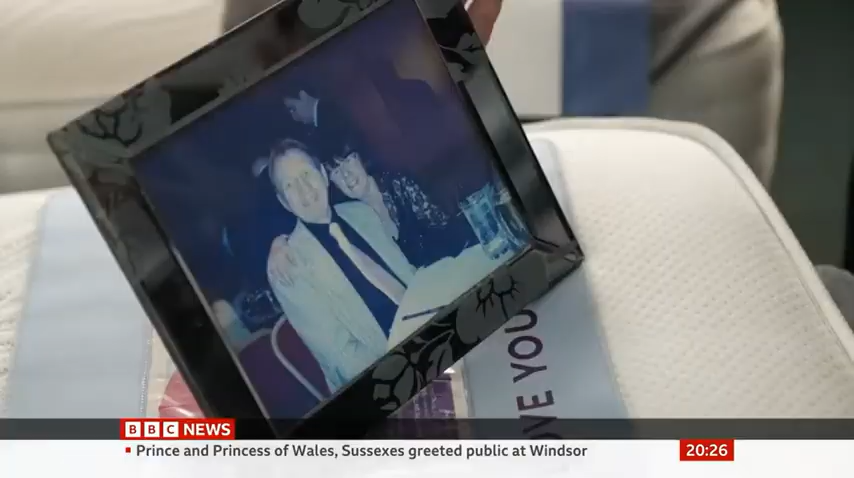 VE YOU
BBC NEWS
Prince and Princess of Wales, Sussexes greeted public at Windsor
20:26